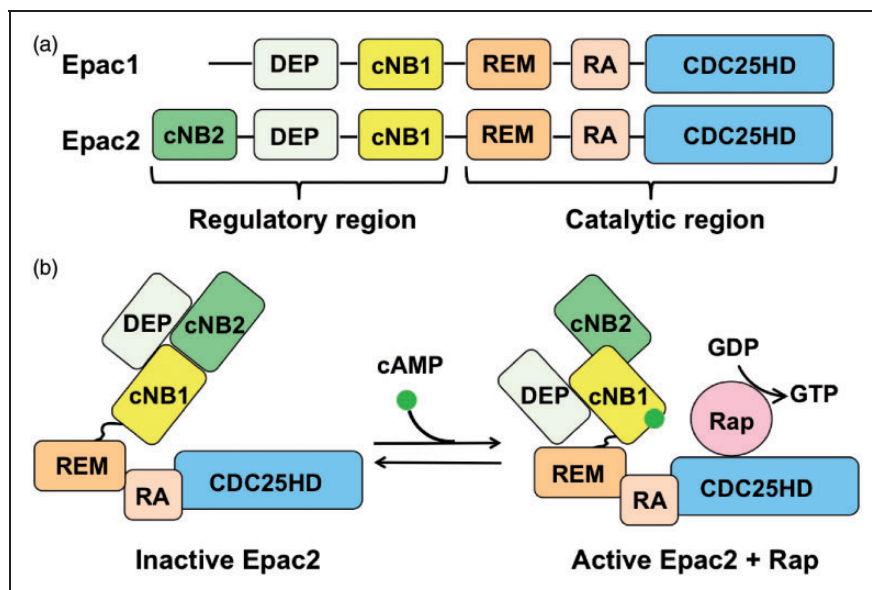 (a)
Epac1
DEP cNB1 REM RA CDC25HD
Epac2
cNB2 DEP cNB1 REM RA CDC25HD
Regulatory region Catalytic region
(b)
DEP cNB2
cNB1
REM
RA
CDC25HD
Inactive Epac2
cAMP
cNB2
DEP
cNB1
REM
RA
CDC25HD
Rap
GDP
GTP
Active Epac2 + Rap